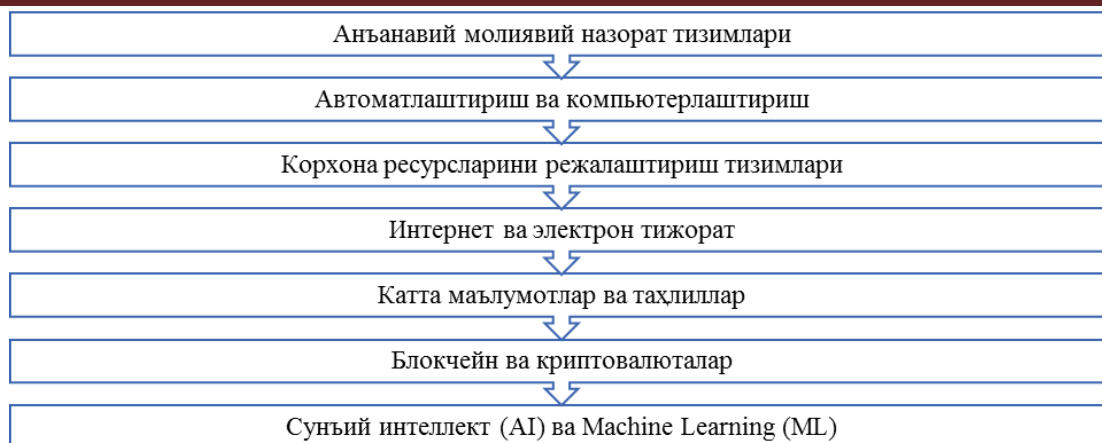 Анъанавий молиявий назорат тизимлари
Автоматлаштириш ва компьютерлаштириш
Корхона ресурсларини режалаштириш тизимлари
Интернет ва электрон тижорат
Катта маълумотлар ва таҳлиллар
Блокчейн ва криптовалюталар
Сунъий интеллект (AI) ва Machine Learning (ML)